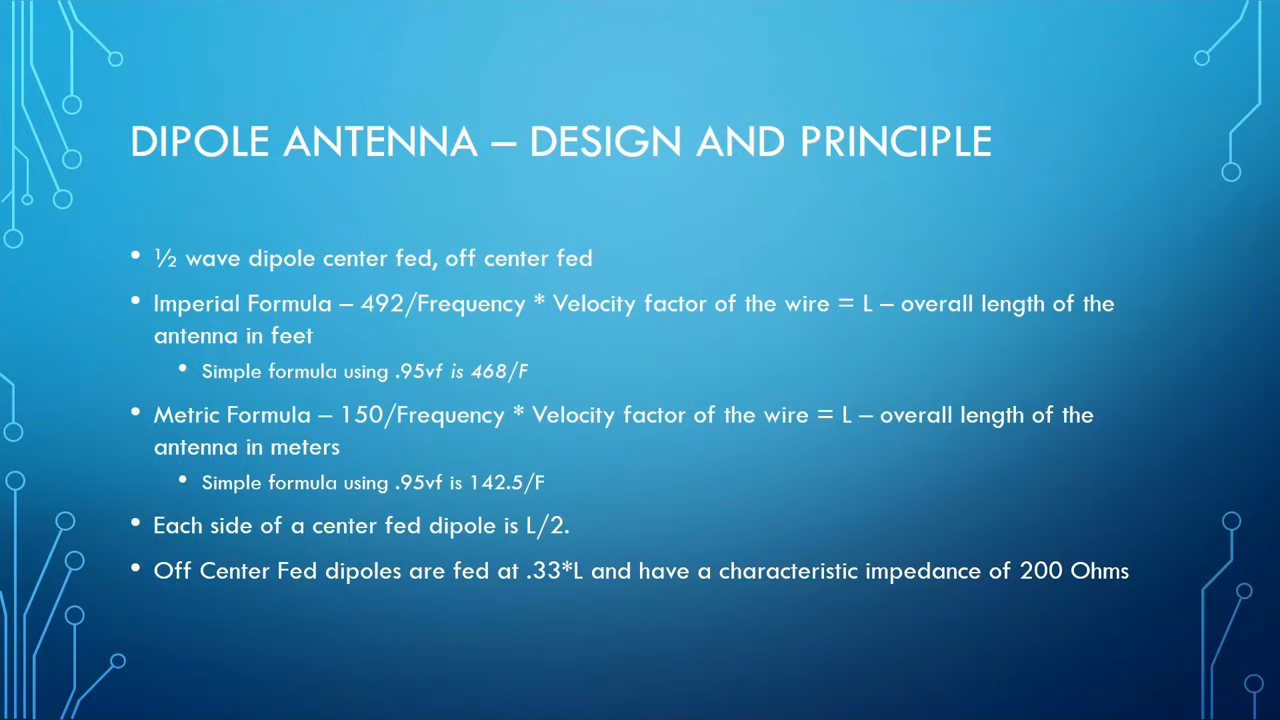 DIPOLE ANTENNA – DESIGN AND PRINCIPLE
• ½ wave dipole center fed, off center fed
• Imperial Formula – 492/Frequency * Velocity factor of the wire = L – overall length of the
antenna in feet
• Simple formula using .95vf is 468/F
• Metric Formula – 150/Frequency * Velocity factor of the wire = L – overall length of the
antenna in meters
• Simple formula using .95vf is 142.5/F
• Each side of a center fed dipole is L/2.
• Off Center Fed dipoles are fed at .33*L and have a characteristic impedance of 200 Ohms